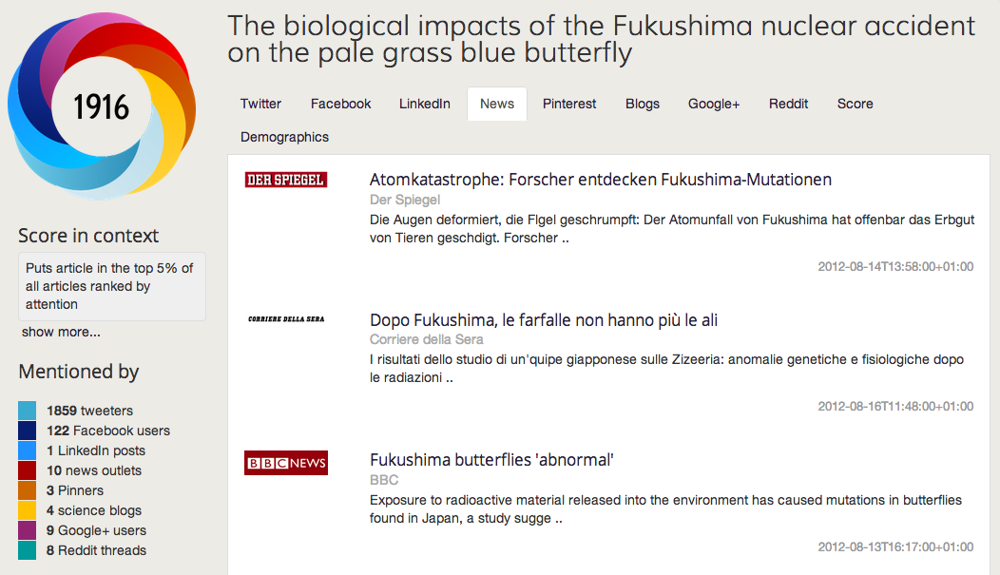 1916
Score in context
Puts article in the top 5% of
all articles ranked by
attention
show more...
Mentioned by
1859 tweeters
122 Facebook users
1 LinkedIn posts
10 news outlets
3 Pinners
4 science blogs
9 Google+ users
8 Reddit threads
The biological impacts of the Fukushima nuclear accident
on the pale grass blue butterfly
Twitter Facebook LinkedIn News Pinterest Blogs Google+ Reddit Score
Demographics
DER SPIEGEL
Atomkatastrophe: Forscher entdecken Fukushima-Mutationen
Der Spiegel
Die Augen deformiert, die Flgel geschrumpft: Der Atomunfall von Fukushima hat offenbar das Erbgut
von Tieren geschdigt. Forscher ..
2012-08-14T13:58:00+01:00
CORRIERE DELLA SERA
Dopo Fukushima, le farfalle non hanno più le ali
Corriere della Sera
I risultati dello studio di un'quipe giapponese sulle Zizeeria: anomalie genetiche e fisiologiche dopo
le radiazioni ..
2012-08-16T11:48:00+01:00
BBC NEWS
Fukushima butterflies 'abnormal'
BBC
Exposure to radioactive material released into the environment has caused mutations in butterflies
found in Japan, a study sugge ..
2012-08-13T16:17:00+01:00